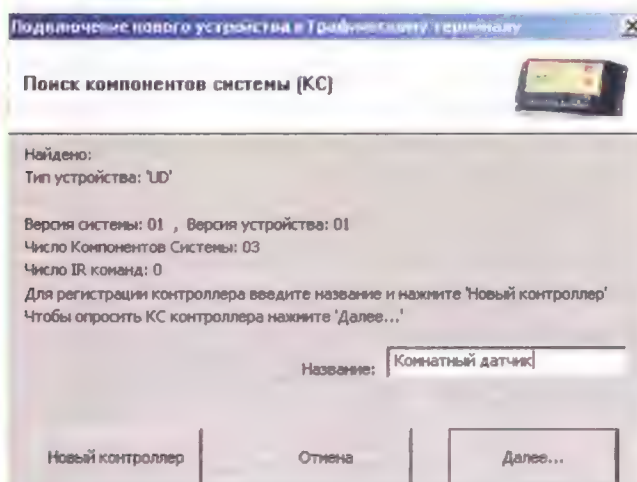 Подключение нового устройства к Графическому терминалу
Поиск компонентов системы (КС)
Найдено:
Тип устройства: 'UD'
Версия системы: 01 , Версия устройства: 01
Число Компонентов Системы: 03
Число IR команд: 0
Для регистрации контроллера введите название и нажмите 'Новый контроллер'
Чтобы опросить КС контроллера нажмите 'Далее...'
Название: Комнатный датчик
Новый контроллер Отмена Далее...